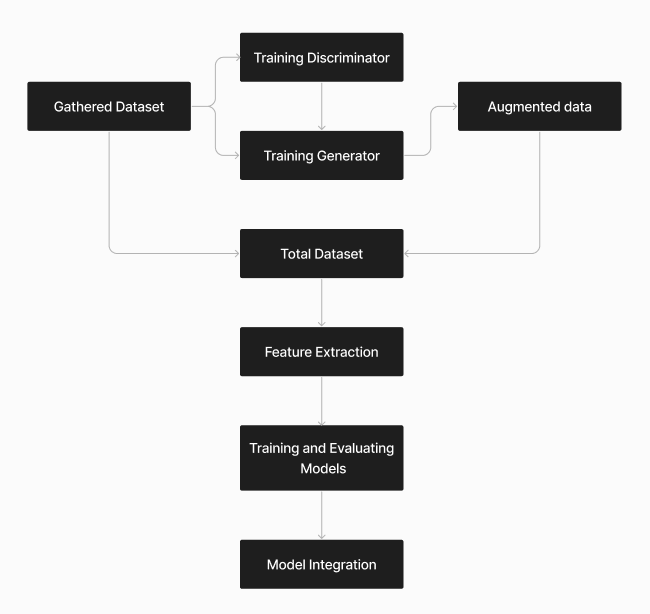 Training Discriminator
Gathered Dataset
Augmented data
Training Generator
Total Dataset
Feature Extraction
Training and Evaluating
Models
Model Integration